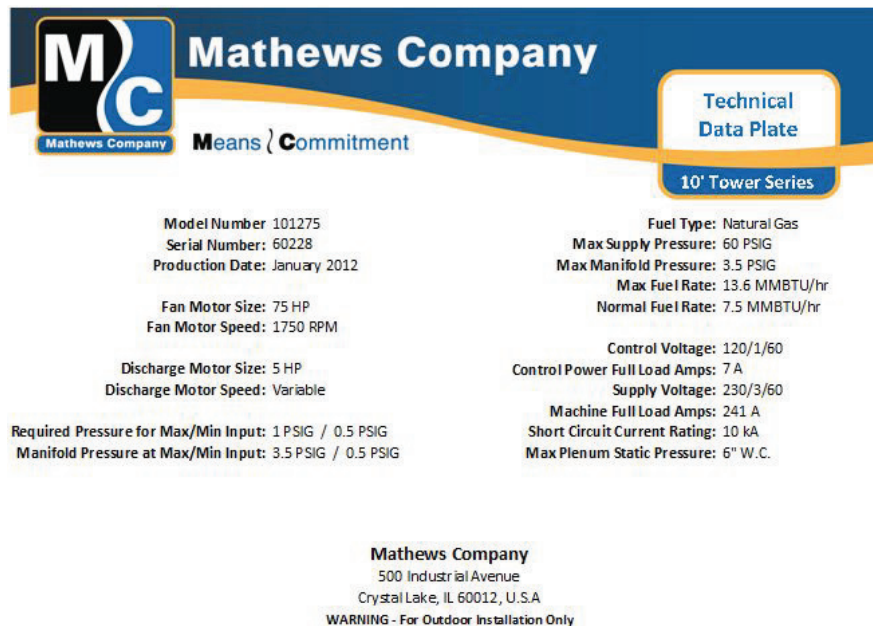 M
C
Mathews Company
Mathews Company
Means Commitment
Technical
Data Plate
10' Tower Series
Model Number 101275
Serial Number: 60228
Production Date: January 2012
Fan Motor Size: 75 HP
Fan Motor Speed: 1750 RPM
Discharge Motor Size: 5 HP
Discharge Motor Speed: Variable
Required Pressure for Max/Min Input: 1 PSIG / 0.5 PSIG
Manifold Pressure at Max/Min Input: 3.5 PSIG / 0.5 PSIG
Fuel Type: Natural Gas
Max Supply Pressure: 60 PSIG
Max Manifold Pressure: 3.5 PSIG
Max Fuel Rate: 13.6 MMBTU/hr
Normal Fuel Rate: 7.5 MMBTU/hr
Control Voltage: 120/1/60
Control Power Full Load Amps: 7 A
Supply Voltage: 230/3/60
Machine Full Load Amps: 241 A
Short Circuit Current Rating: 10 kA
Max Plenum Static Pressure: 6" W.C.
Mathews Company
500 Industrial Avenue
Crystal Lake, IL 60012, U.S.A
WARNING - For Outdoor Installation Only